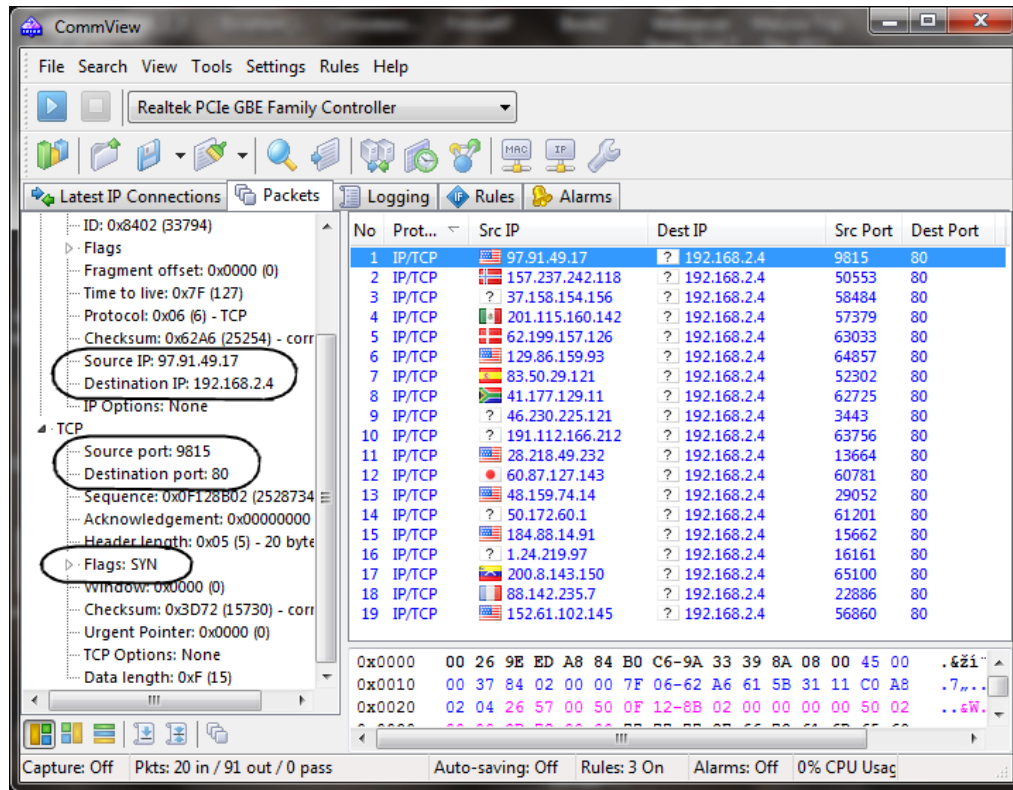 CommView
File Search View Tools Settings Rules Help
Realtek PCIe GBE Family Controller
MAC IP
Latest IP Connections Packets Logging IF Rules Alarms
ID: 0x8402 (33794)
Flags
Fragment offset: 0x0000 (0)
Time to live: 0x7F (127)
Protocol: 0x06 (6) - TCP
Checksum: 0x62A6 (25254) - corr
Source IP: 97.91.49.17
Destination IP: 192.168.2.4
IP Options: None
TCP
Source port: 9815
Destination port: 80
Sequence: 0x0F128B02 (2528734
Acknowledgement: 0x00000000
Header length: 0x05 (5) - 20 byte
Flags: SYN
Window: 0x0000 (0)
Checksum: 0x3D72 (15730) - corr
Urgent Pointer: 0x0000 (0)
TCP Options: None
Data length: 0xF (15)
No Prot... Src IP Dest IP Src Port Dest Port
1 IP/TCP 97.91.49.17 ? 192.168.2.4 9815 80
2 IP/TCP 157.237.242.118 ? 192.168.2.4 50553 80
3 IP/TCP ? 37.158.154.156 ? 192.168.2.4 58484 80
4 IP/TCP 201.115.160.142 ? 192.168.2.4 57379 80
5 IP/TCP 62.199.157.126 ? 192.168.2.4 63033 80
6 IP/TCP 129.86.159.93 ? 192.168.2.4 64857 80
7 IP/TCP 83.50.29.121 ? 192.168.2.4 52302 80
8 IP/TCP 41.177.129.11 ? 192.168.2.4 62725 80
9 IP/TCP ? 46.230.225.121 ? 192.168.2.4 3443 80
10 IP/TCP ? 191.112.166.212 ? 192.168.2.4 63756 80
11 IP/TCP 28.218.49.232 ? 192.168.2.4 13664 80
12 IP/TCP 60.87.127.143 ? 192.168.2.4 60781 80
13 IP/TCP 48.159.74.14 ? 192.168.2.4 29052 80
14 IP/TCP ? 50.172.60.1 ? 192.168.2.4 61201 80
15 IP/TCP 184.88.14.91 ? 192.168.2.4 15662 80
16 IP/TCP ? 1.24.219.97 ? 192.168.2.4 16161 80
17 IP/TCP 200.8.143.150 ? 192.168.2.4 65100 80
18 IP/TCP 88.142.235.7 ? 192.168.2.4 22886 80
19 IP/TCP 152.61.102.145 ? 192.168.2.4 56860 80
0x0000 00 26 9E ED A8 84 B0 C6-9A 33 39 8A 08 00 45 00 .&ží¨
0x0010 00 37 84 02 00 00 7F 06-62 A6 61 5B 31 11 C0 A8 .7„..
0x0020 02 04 26 57 00 50 0F 12-8B 02 00 00 00 00 50 02 ..&W.
Capture: Off Pkts: 20 in / 91 out / 0 pass Auto-saving: Off Rules: 3 On Alarms: Off 0% CPU Usag